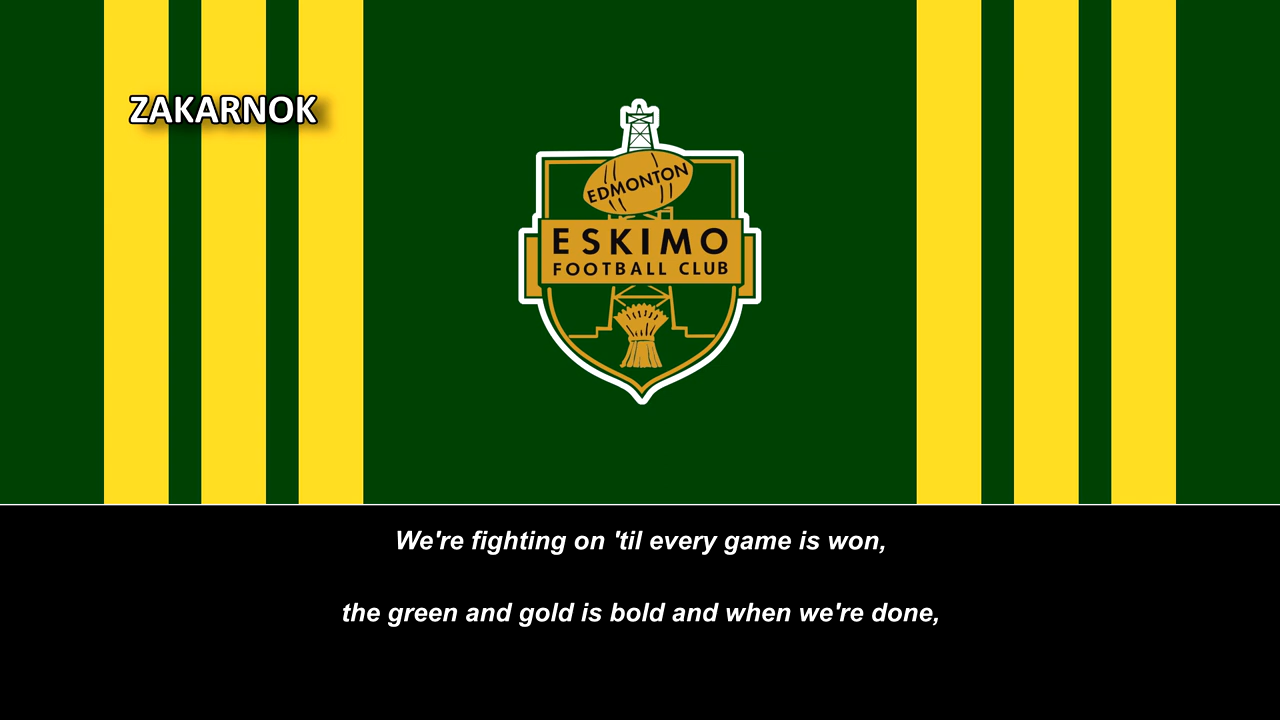 ZAKARNOK
EDMONTON
ESKIMO
FOOTBALL CLUB
We're fighting on 'til every game is won,
the green and gold is bold and when we're done,